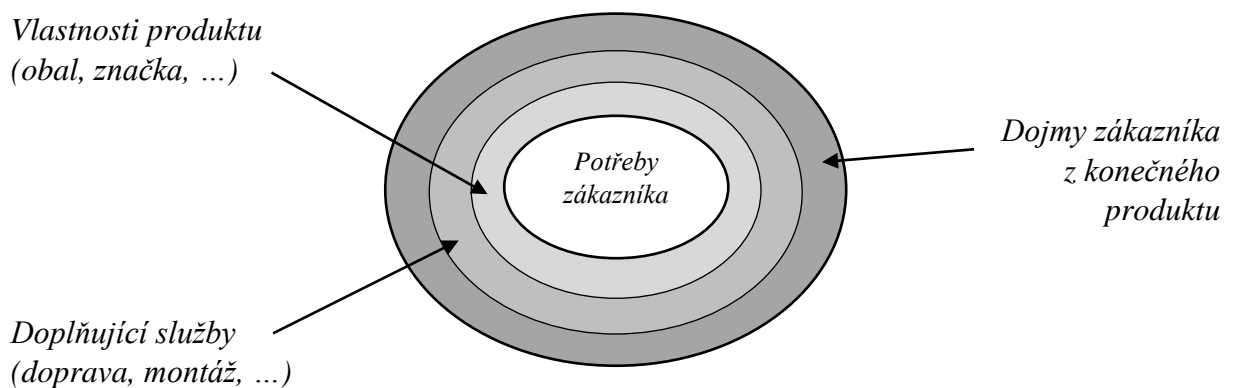 Vlastnosti produktu
(obal, značka, …)
Potřeby
zákazníka
Dojmy zákazníka
z konečného
produktu
Doplňující služby
(doprava, montáž, …)